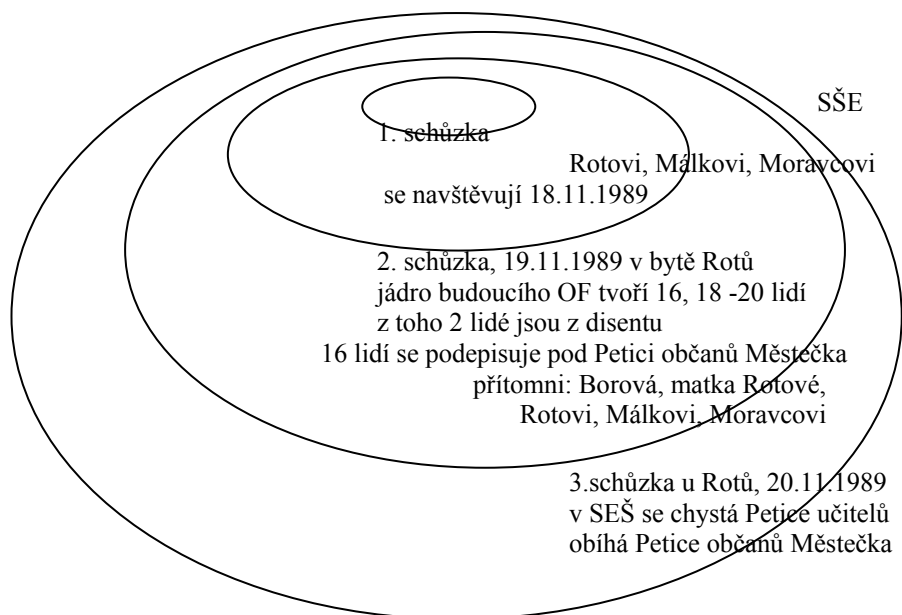 SŠE
1. schůzka
Rotovi, Málkovi, Moravcovi
se navštěvují 18.11.1989
2. schůzka, 19.11.1989 v bytě Rotů
jádro budoucího OF tvoří 16, 18 -20 lidí
z toho 2 lidé jsou z disentu
16 lidí se podepisuje pod Petici občanů Městečka
přítomni: Borová, matka Rotové,
Rotovi, Málkovi, Moravcovi
3.schůzka u Rotů, 20.11.1989
v SEŠ se chystá Petice učitelů
obíhá Petice občanů Městečka